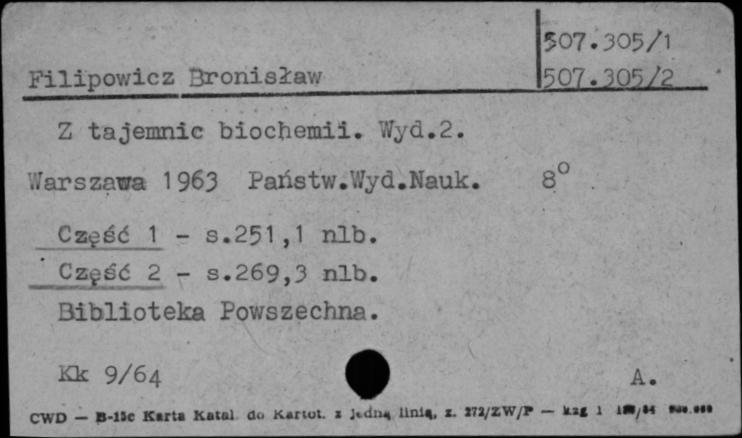 507.305/1
Filipowicz Bronisław 507.305/2
Z tajemnic biochemii. Wyd.2.
Warszawa 1963 Państw.Wyd.Nauk. 8°
Część 1 - s.251,1 nlb.
Część 2 - s.269,3 nlb.
Biblioteka Powszechna.
Kk 9/64 A.
CWD — B-15c Karta Katal. do Kartot. z jedną linią, z. 272/ZW/P —